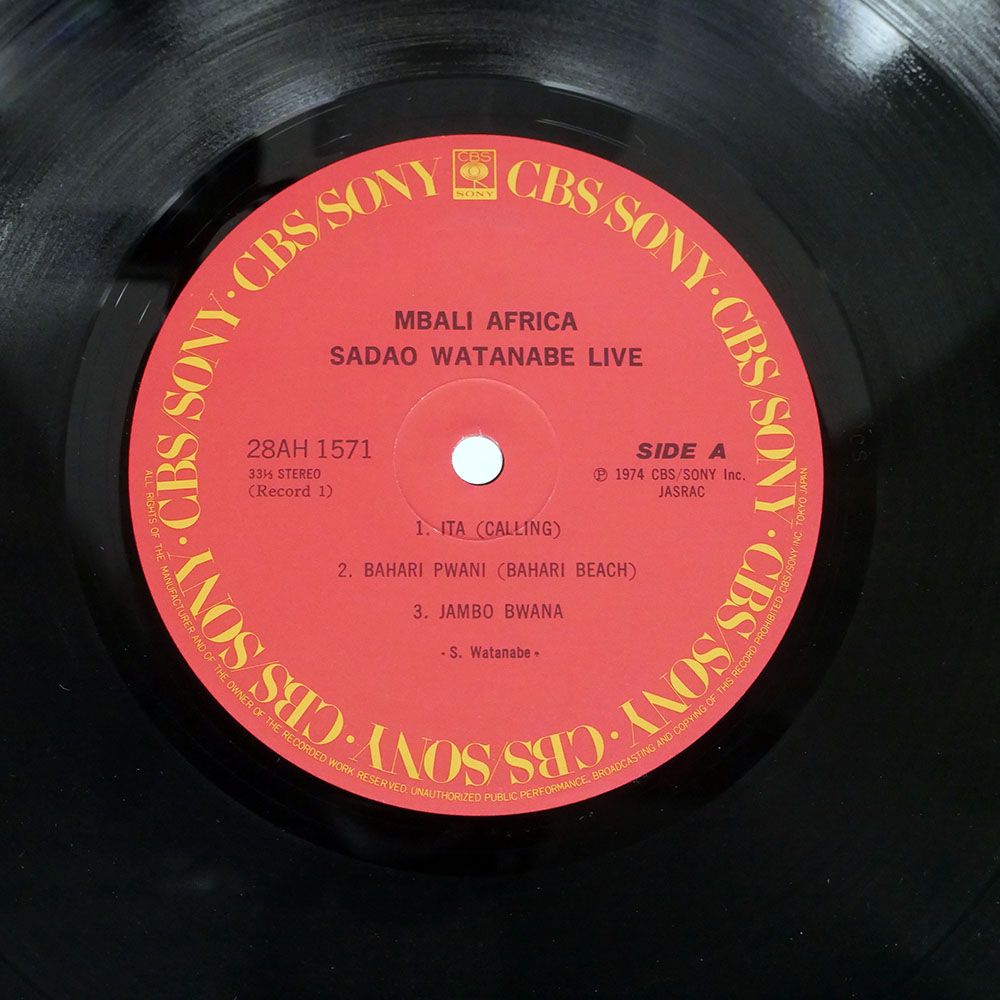 CBS
SONY
CBS/SONY · CBS/SONY · CBS/SONY · CBS/SONY · CBS/SONY · CBS/SONY · CBS/SONY · CBS/SONY · CBS/SONY · CBS/SONY
MBALI AFRICA
SADAO WATANABE LIVE
28AH 1571
33⅓ STEREO
(Record 1)
SIDE A
Ⓟ 1974 CBS/SONY Inc.
JASRAC
1. ITA (CALLING)
2. BAHARI PWANI (BAHARI BEACH)
3. JAMBO BWANA
• S. Watanabe •
ALL RIGHTS OF THE MANUFACTURER AND OF THE OWNER OF THE RECORDED WORK RESERVED. UNAUTHORIZED PUBLIC PERFORMANCE, BROADCASTING AND COPYING OF THIS RECORD PROHIBITED CBS/SONY INC. TOKYO JAPAN